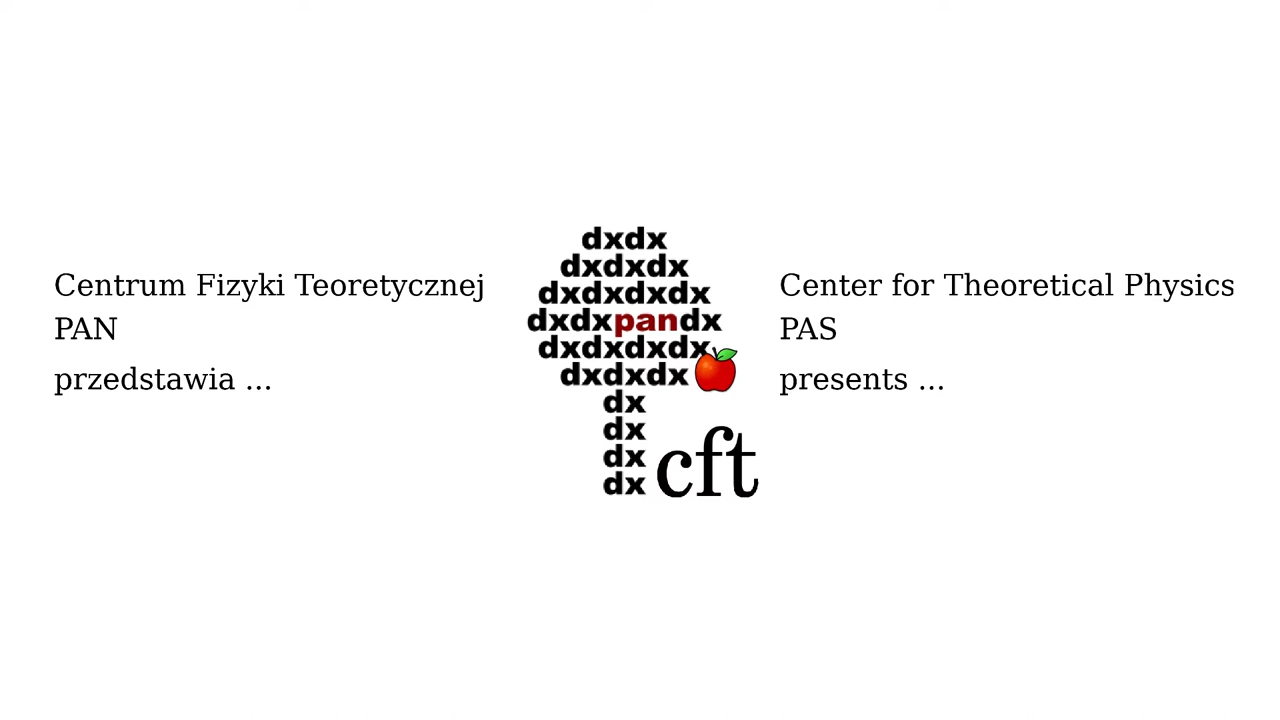 Centrum Fizyki Teoretycznej
PAN
przedstawia ...
dxdx
dxdxdx
dxdxdxdx
dxdxpandx
dxdxdxdx
dxdxdx
dx
dx
dx
dx
cft
Center for Theoretical Physics
PAS
presents ...